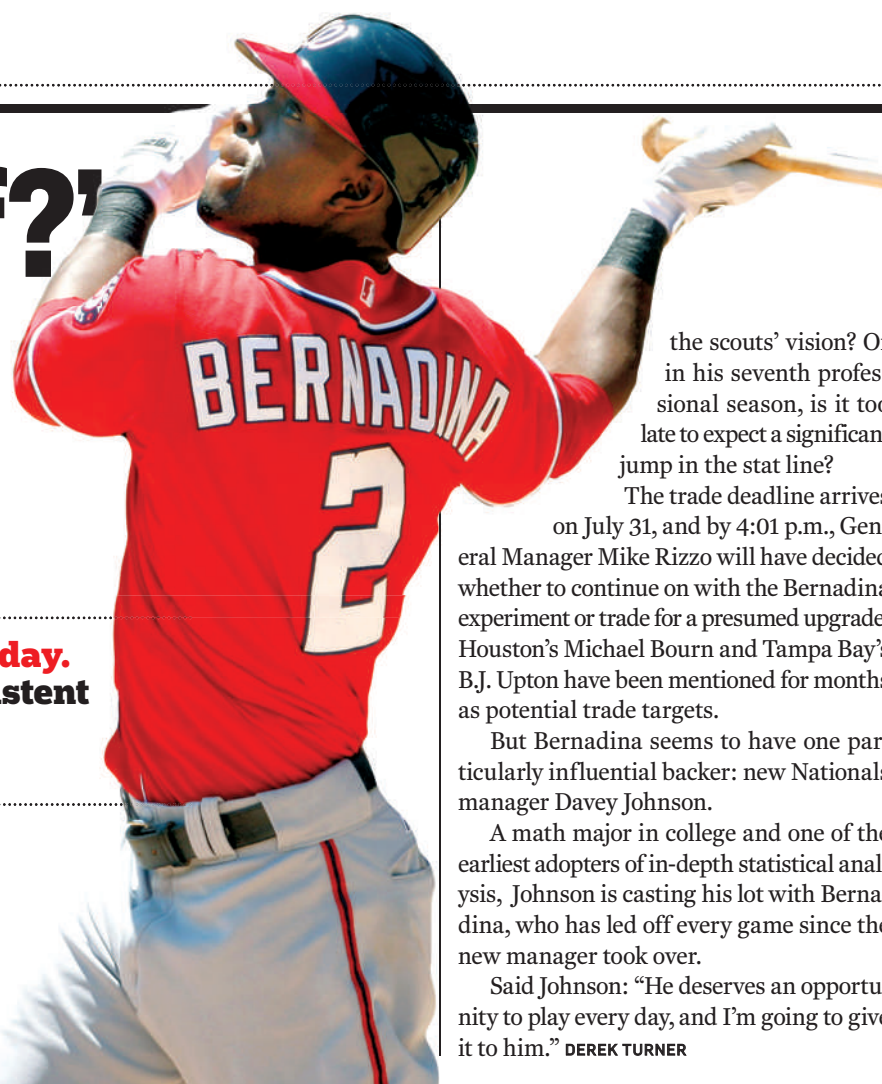 ?’
day.
istent
BERNADINA
2
the scouts’ vision? Or
in his seventh profes
sional season, is it too
late to expect a significan
jump in the stat line?
The trade deadline arrives
on July 31, and by 4:01 p.m., Gen
eral Manager Mike Rizzo will have decided
whether to continue on with the Bernadina
experiment or trade for a presumed upgrade
Houston’s Michael Bourn and Tampa Bay’s
B.J. Upton have been mentioned for months
as potential trade targets.
But Bernadina seems to have one par
ticularly influential backer: new Nationals
manager Davey Johnson.
A math major in college and one of the
earliest adopters of in-depth statistical anal
ysis, Johnson is casting his lot with Berna
dina, who has led off every game since the
new manager took over.
Said Johnson: “He deserves an opportu
nity to play every day, and I’m going to give
it to him.” DEREK TURNER